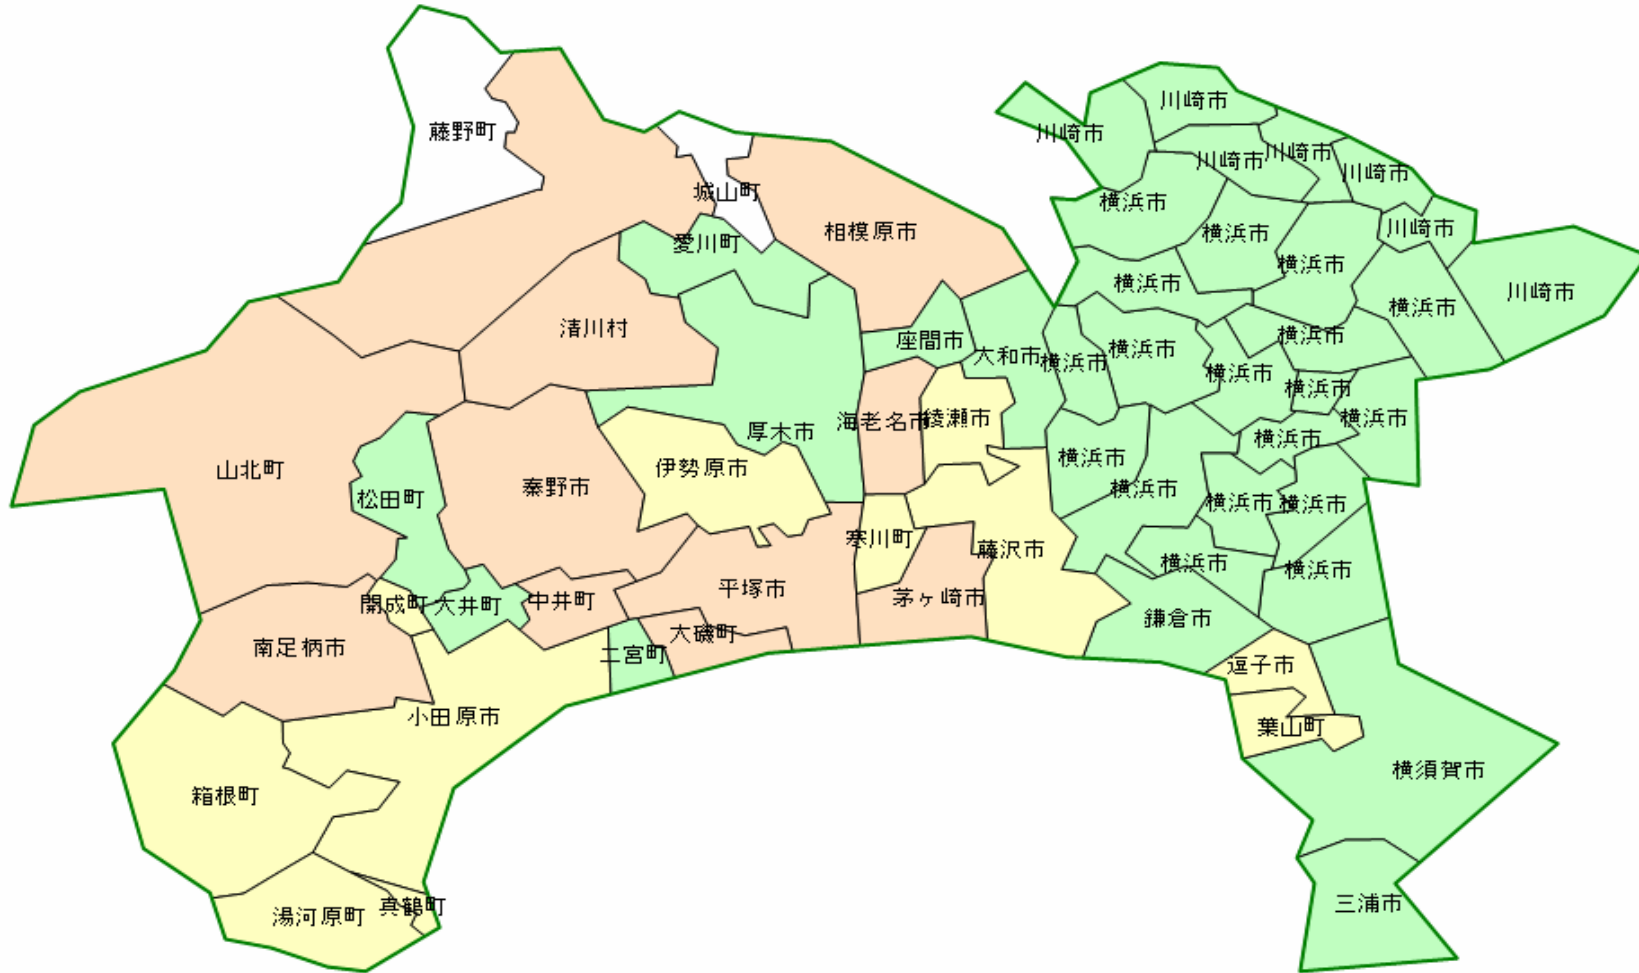 川崎市
藤野町
川崎市
川崎市
川崎市
川崎市
城山町
横浜市
相模原市
愛川町
横浜市
川崎市
横浜市
横浜市
川崎市
横浜市
清川村
座間市
大和市
横浜市
横浜市
横浜市
横浜市
横浜市
海老名市
綾瀬市
横浜市
厚木市
横浜市
横浜市
伊勢原市
山北町
松田町
秦野市
横浜市
横浜市
横浜市
寒川町
藤沢市
横浜市
横浜市
平塚市
開成町
大井町
中井町
茅ヶ崎市
鎌倉市
南足柄市
大磯町
二宮町
逗子市
小田原市
葉山町
横須賀市
箱根町
湯河原町
真鶴町
三浦市